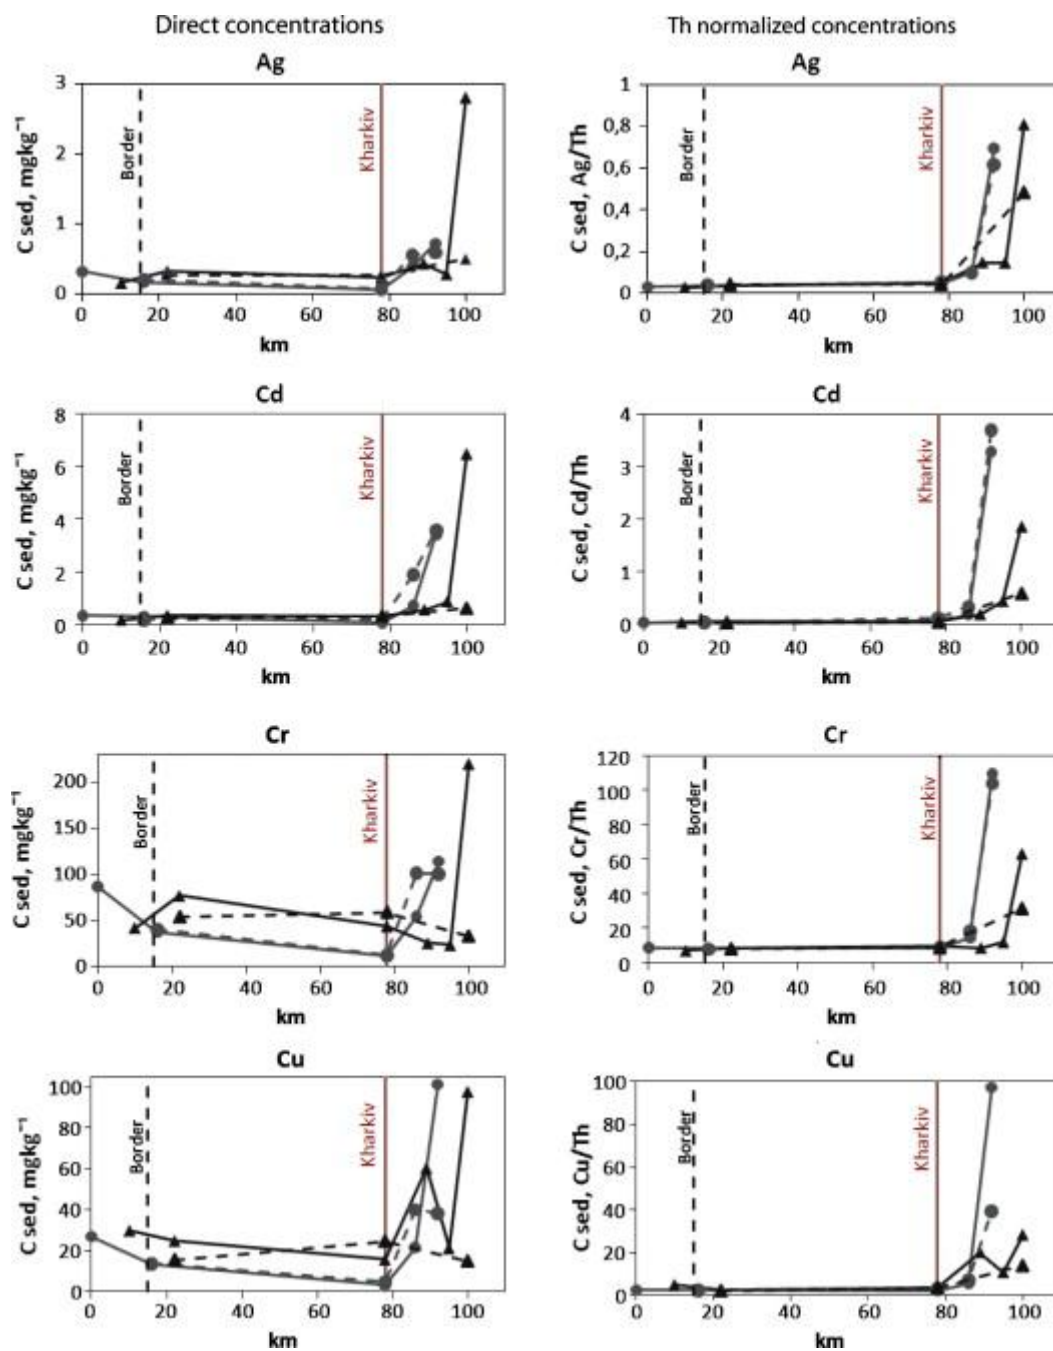 Direct concentrations
Th normalized concentrations
Ag
C sed, mgkg⁻¹
3
2
1
0
Border
Kharkiv
0 20 40 60 80 100
km
Ag
C sed, Ag/Th
1
0,8
0,6
0,4
0,2
0
Border
Kharkiv
0 20 40 60 80 100
km
Cd
C sed, mgkg⁻¹
8
6
4
2
0
Border
Kharkiv
0 20 40 60 80 100
km
Cd
C sed, Cd/Th
4
3
2
1
0
Border
Kharkiv
0 20 40 60 80 100
km
Cr
C sed, mgkg⁻¹
200
150
100
50
0
Border
Kharkiv
0 20 40 60 80 100
km
Cr
C sed, Cr/Th
120
100
80
60
40
20
0
Border
Kharkiv
0 20 40 60 80 100
km
Cu
C sed, mgkg⁻¹
100
80
60
40
20
0
Border
Kharkiv
0 20 40 60 80 100
km
Cu
C sed, Cu/Th
100
80
60
40
20
0
Border
Kharkiv
0 20 40 60 80 100
km